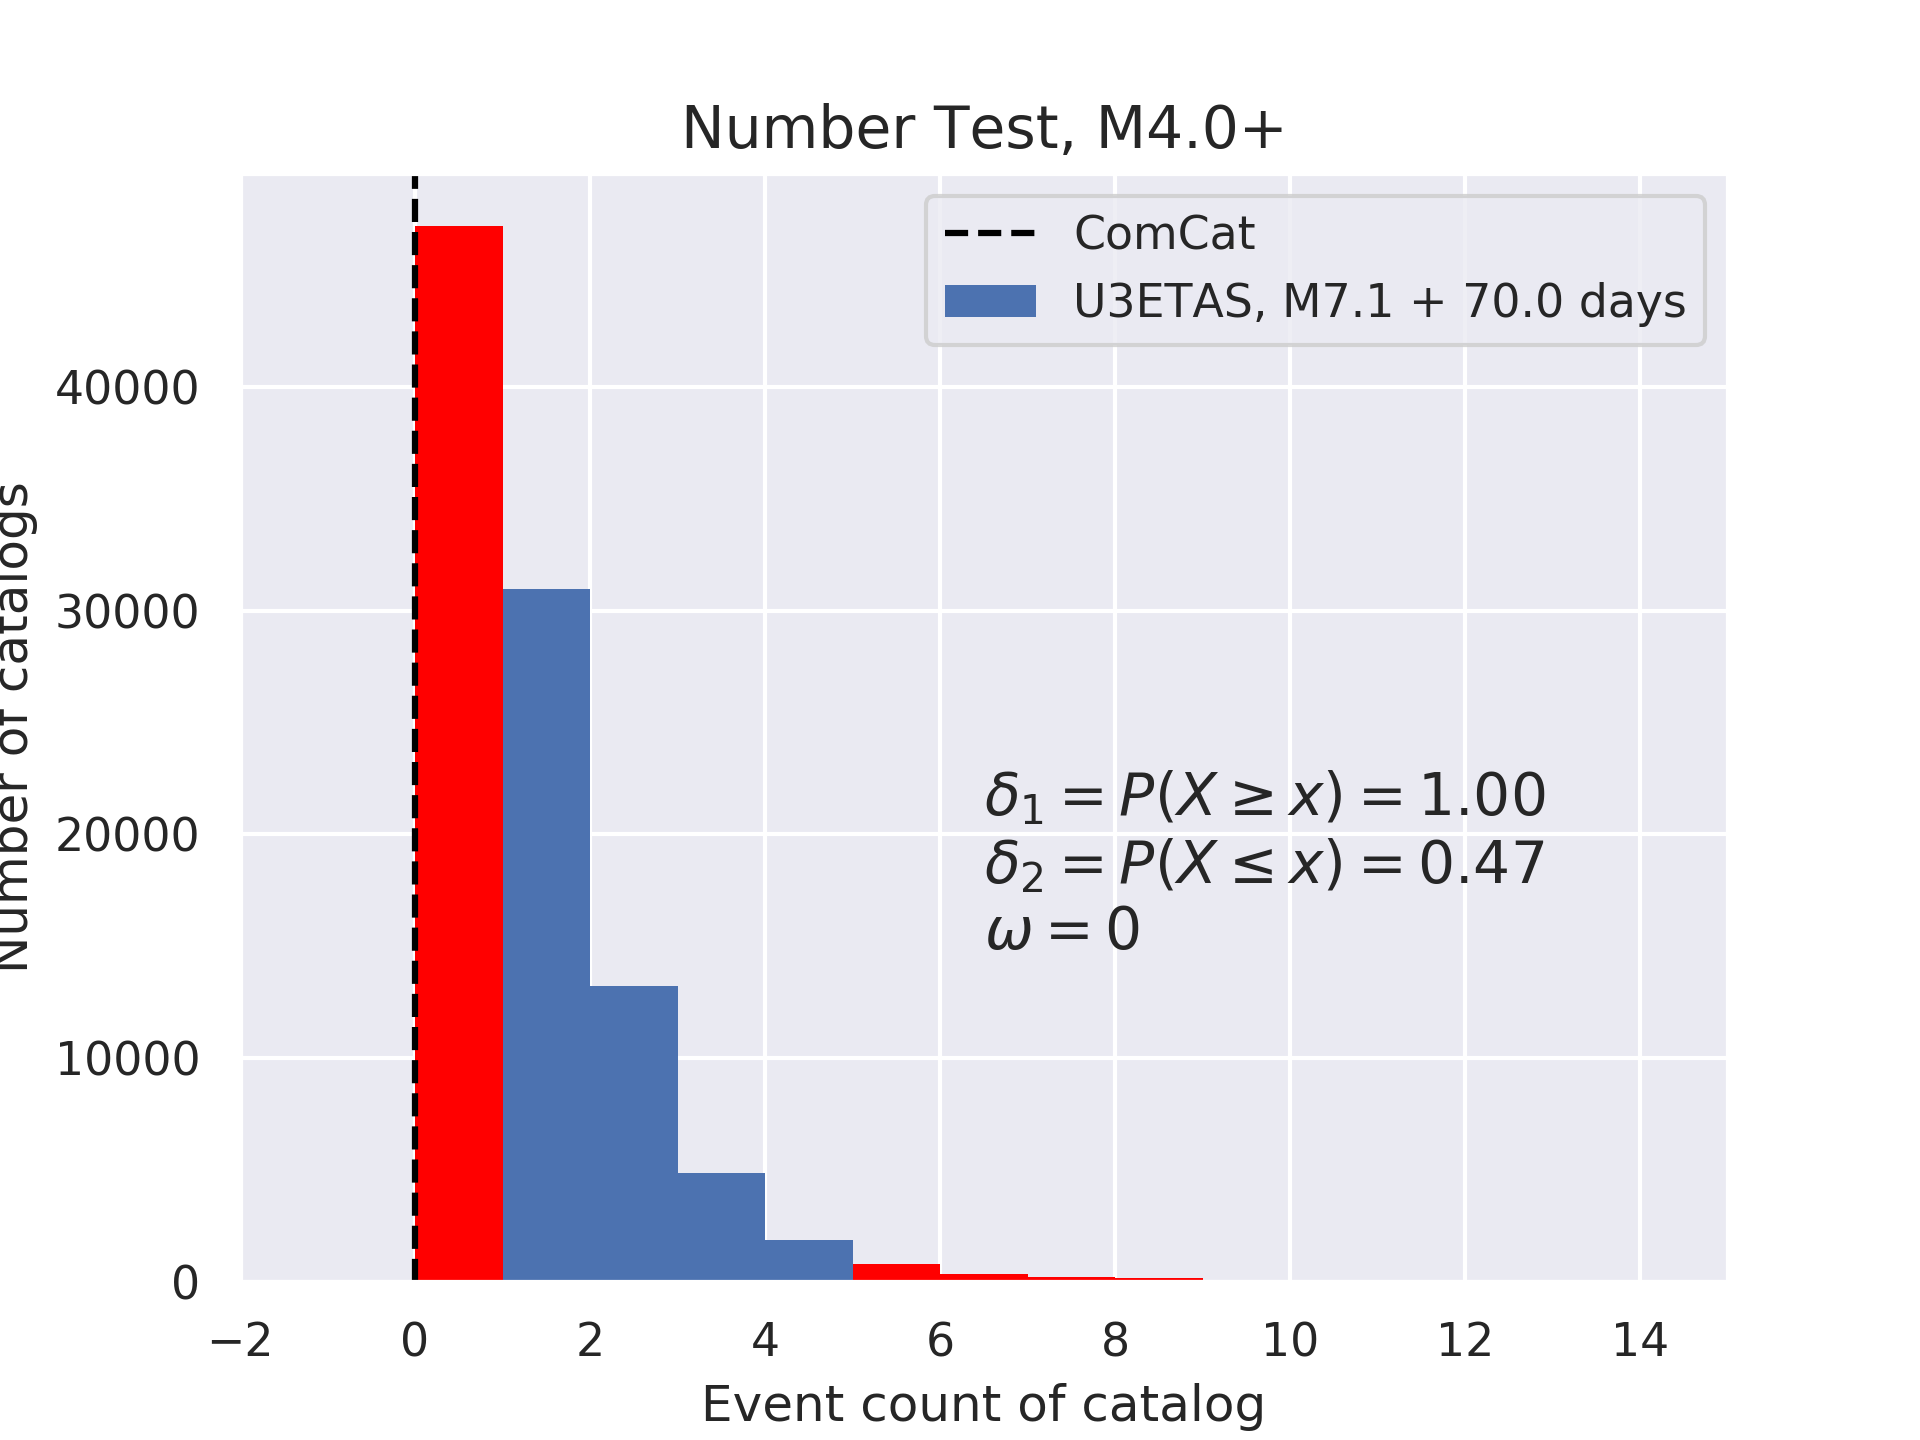 Number Test, M4.0+
ComCat
U3ETAS, M7.1 + 70.0 days
40000
30000
20000
10000
0
Number of catalogs
δ₁ = P(X ≥ x) = 1.00
δ₂ = P(X ≤ x) = 0.47
ω = 0
−2 0 2 4 6 8 10 12 14
Event count of catalog